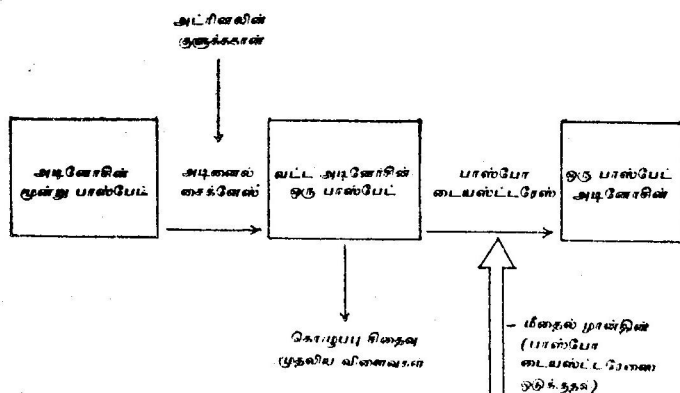 அட்ரினலின்
குளுக்ககான்
அடினோசின்
மூன்று பாஸ்பேட்
அடினைல்
சைக்னேஸ்
வட்ட அடினோசின்
ஒரு பாஸ்பேட்
பாஸ்போ
டையஸ்ட்டரேஸ்
ஒரு பாஸ்பேட்
அடினோசின்
கொழுப்பு சிதைவு
முதலிய விளைவுகள்
மீதைல் ஸான்தின்
(பாஸ்போ
டையஸ்ட்டரேஸை
ஒடுக்குதல்)